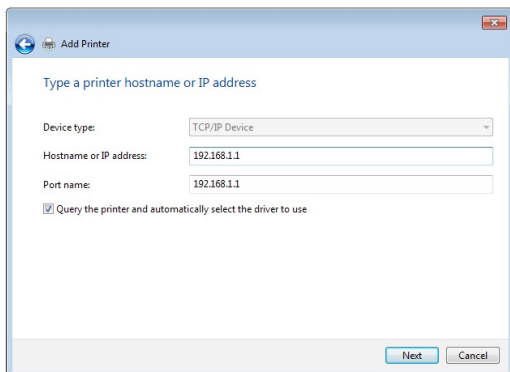 Add Printer
Type a printer hostname or IP address
Device type: TCP/IP Device
Hostname or IP address: 192.168.1.1
Port name: 192.168.1.1
Query the printer and automatically select the driver to use
Next Cancel